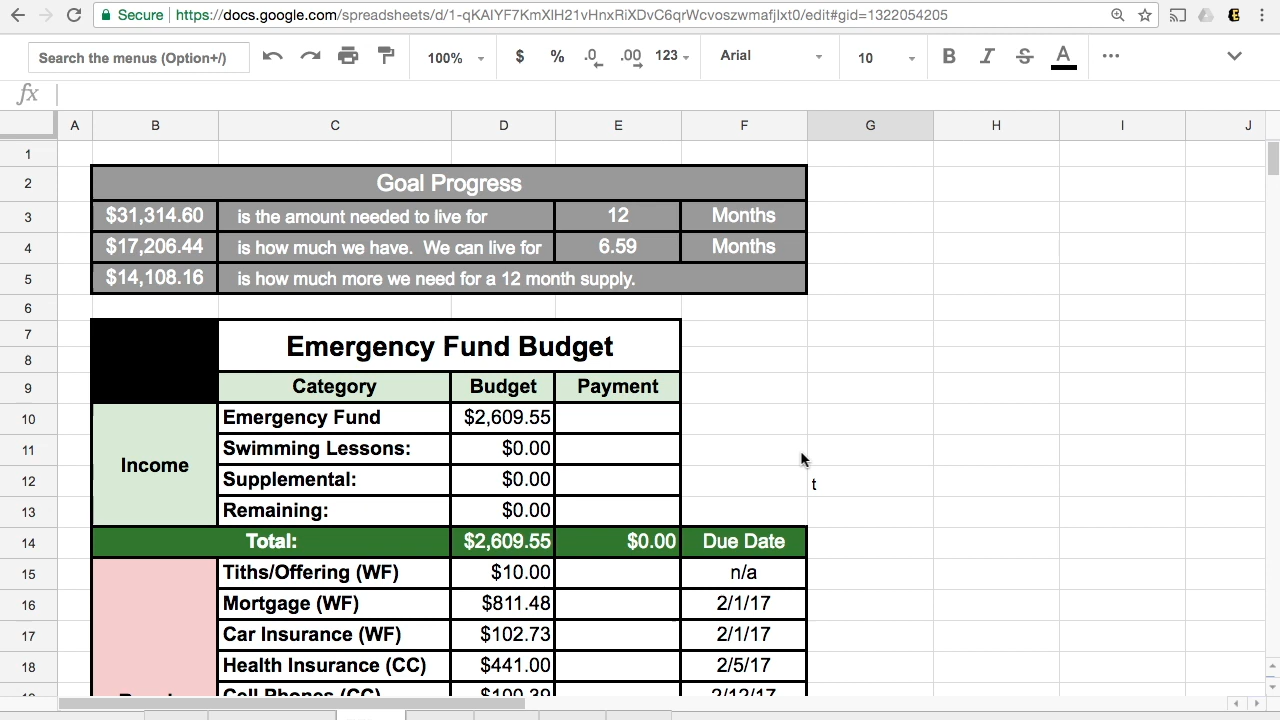 Secure https://docs.google.com/spreadsheets/d/1-qKAIYF7KmXIH21vHnxRiXDvC6qrWcvoszwmafjIxt0/edit#gid=1322054205
Search the menus (Option+/) 100% $ % .0 .00 123 Arial 10 B I S A
fx
A B C D E F G H I J
1
2 Goal Progress
3 $31,314.60 is the amount needed to live for 12 Months
4 $17,206.44 is how much we have. We can live for 6.59 Months
5 $14,108.16 is how much more we need for a 12 month supply.
6
7 Emergency Fund Budget
8
9 Category Budget Payment
10 Emergency Fund $2,609.55
11 Swimming Lessons: $0.00
Income
12 Supplemental: $0.00 t
13 Remaining: $0.00
14 Total: $2,609.55 $0.00 Due Date
15 Tiths/Offering (WF) $10.00 n/a
16 Mortgage (WF) $811.48 2/1/17
17 Car Insurance (WF) $102.73 2/1/17
18 Health Insurance (CC) $441.00 2/5/17
Cell Phones (CC) $100.39 2/12/17